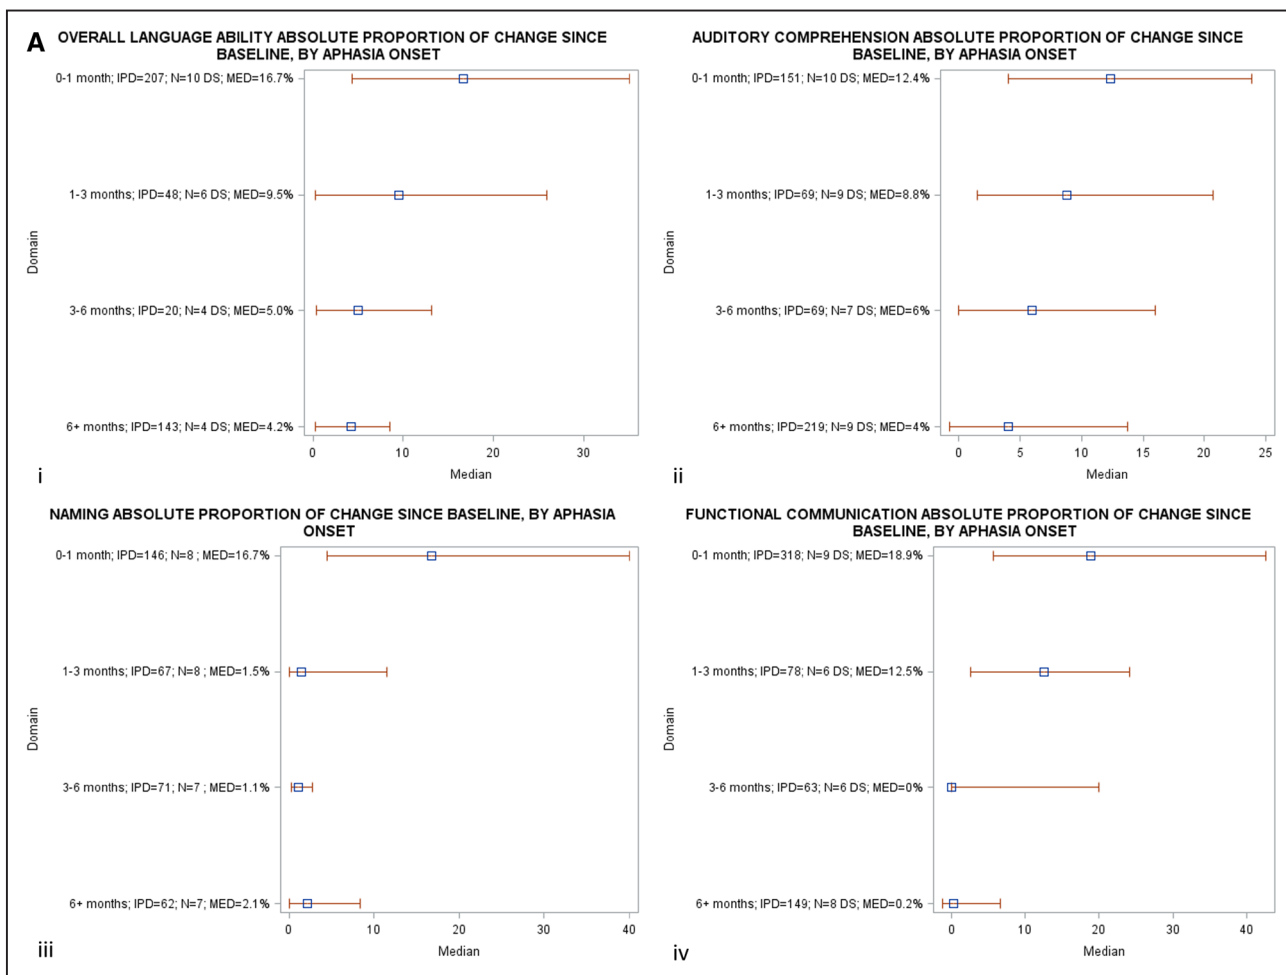 A
OVERALL LANGUAGE ABILITY ABSOLUTE PROPORTION OF CHANGE SINCE
BASELINE, BY APHASIA ONSET
0-1 month; IPD=207; N=10 DS; MED=16.7%
1-3 months; IPD=48; N=6 DS; MED=9.5%
Domain
3-6 months; IPD=20; N=4 DS; MED=5.0%
6+ months; IPD=143; N=4 DS; MED=4.2%
0 10 20 30
Median
i
AUDITORY COMPREHENSION ABSOLUTE PROPORTION OF CHANGE SINCE
BASELINE, BY APHASIA ONSET
0-1 month; IPD=151; N=10 DS; MED=12.4%
1-3 months; IPD=69; N=9 DS; MED=8.8%
Domain
3-6 months; IPD=69; N=7 DS; MED=6%
6+ months; IPD=219; N=9 DS; MED=4%
0 5 10 15 20 25
Median
ii
NAMING ABSOLUTE PROPORTION OF CHANGE SINCE BASELINE, BY APHASIA
ONSET
0-1 month; IPD=146; N=8 ; MED=16.7%
1-3 months; IPD=67; N=8 ; MED=1.5%
Domain
3-6 months; IPD=71; N=7 ; MED=1.1%
6+ months; IPD=62; N=7; MED=2.1%
0 10 20 30 40
Median
iii
FUNCTIONAL COMMUNICATION ABSOLUTE PROPORTION OF CHANGE SINCE
BASELINE, BY APHASIA ONSET
0-1 month; IPD=318; N=9 DS; MED=18.9%
1-3 months; IPD=78; N=6 DS; MED=12.5%
Domain
3-6 months; IPD=63; N=6 DS; MED=0%
6+ months; IPD=149; N=8 DS; MED=0.2%
0 10 20 30 40
Median
iv